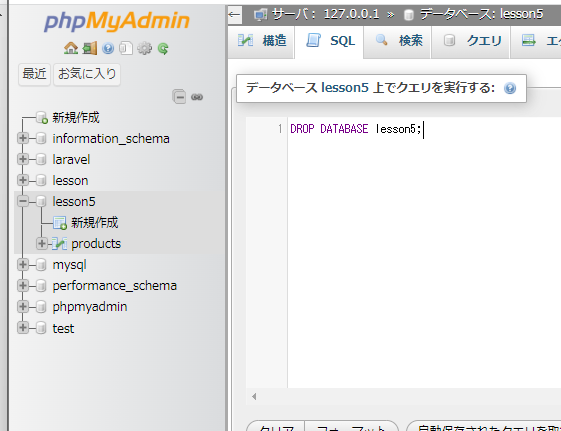 phpMyAdmin
最近 お気に入り
新規作成
information_schema
laravel
lesson
lesson5
新規作成
products
mysql
performance_schema
phpmyadmin
test
サーバ: 127.0.0.1 » データベース: lesson5
構造 SQL 検索 クエリ エ
データベース lesson5 上でクエリを実行する:
1 DROP DATABASE lesson5;
クリア フォーマット 自動保存されたクエリを取